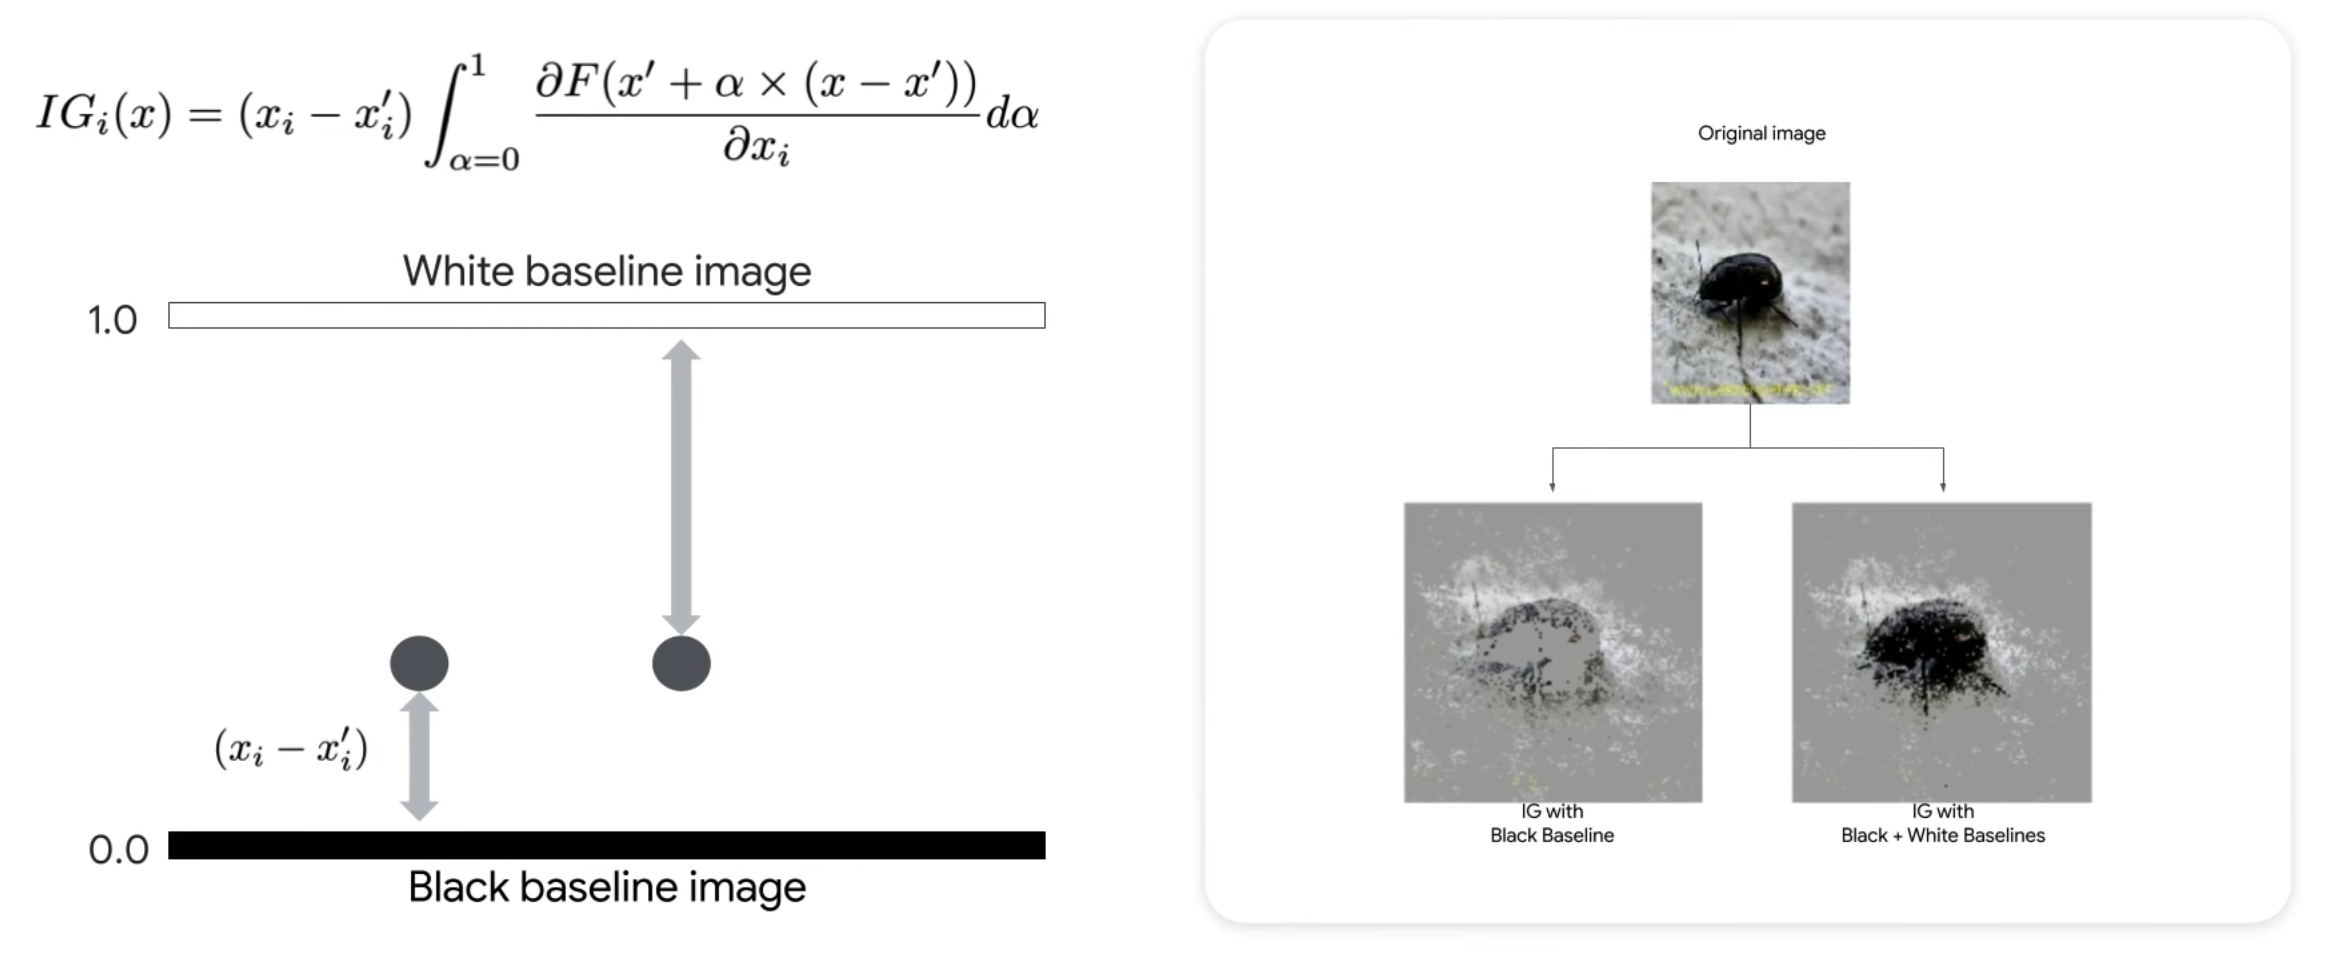 IGᵢ(x) = (xᵢ − x′ᵢ) ∫¹α=0 ∂F(x′ + α × (x − x′)) / ∂xᵢ dα
White baseline image
1.0
(xᵢ − x′ᵢ)
0.0
Black baseline image
Original image
IG with
Black Baseline
IG with
Black + White Baselines